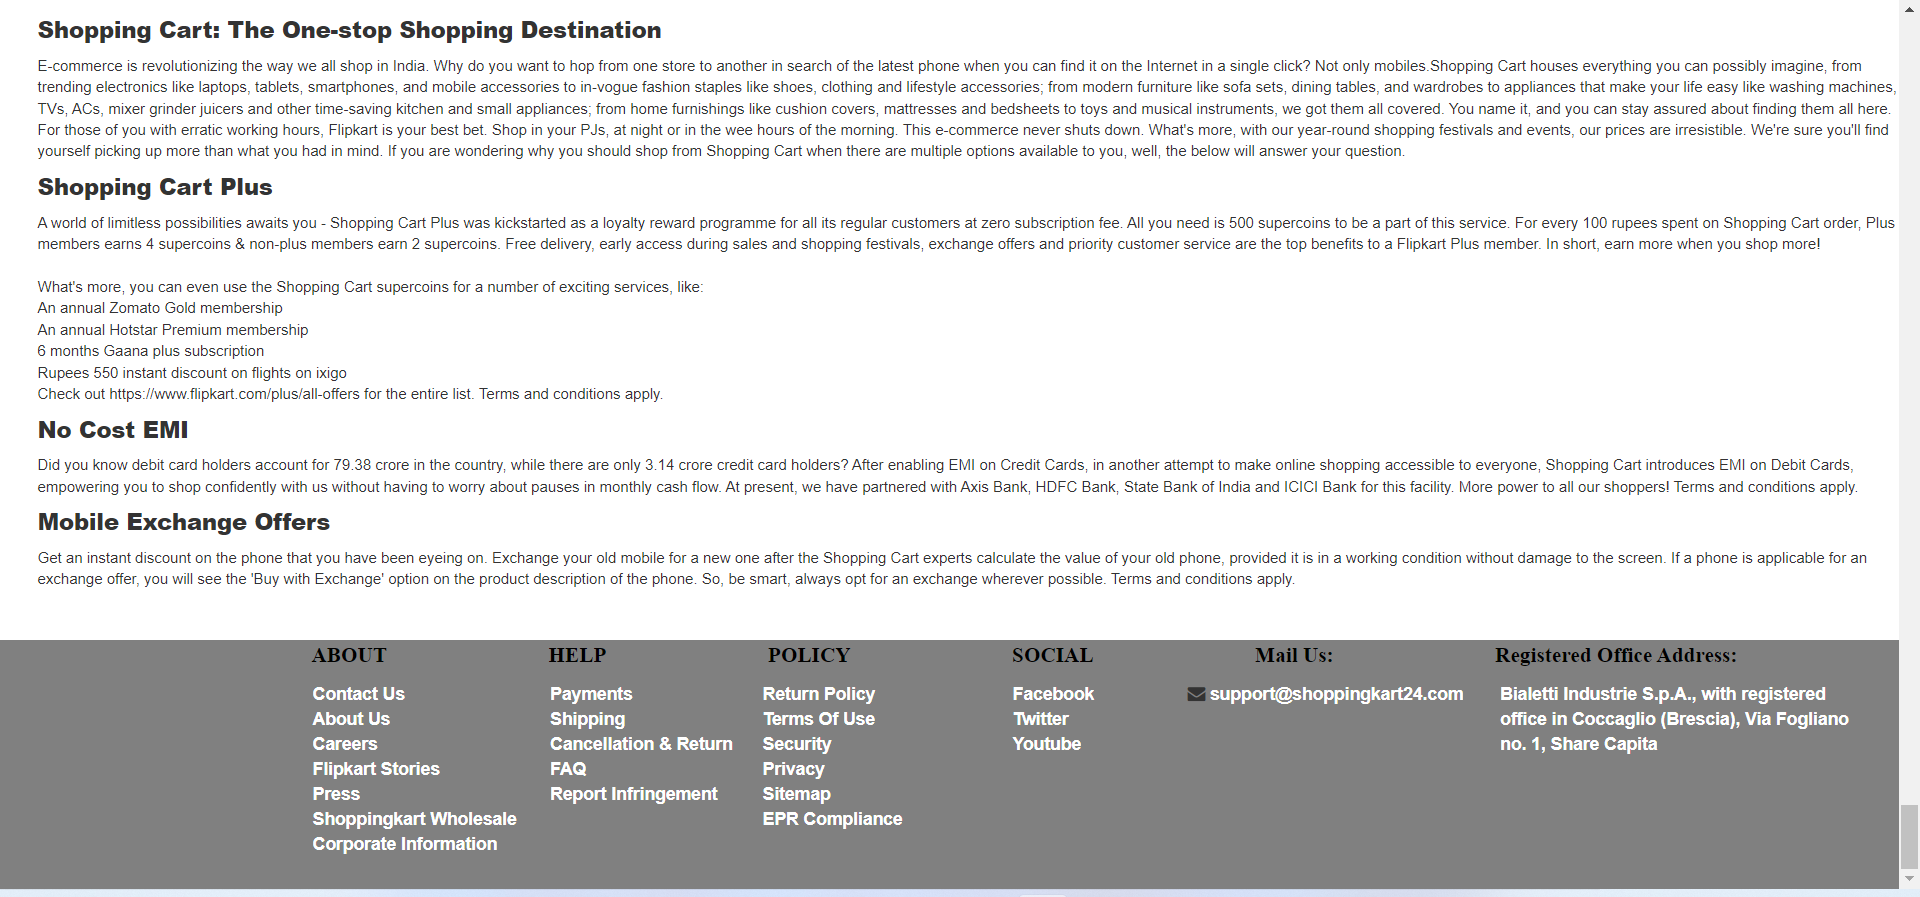 Shopping Cart: The One-stop Shopping Destination
E-commerce is revolutionizing the way we all shop in India. Why do you want to hop from one store to another in search of the latest phone when you can find it on the Internet in a single click? Not only mobiles.Shopping Cart houses everything you can possibly imagine, from
trending electronics like laptops, tablets, smartphones, and mobile accessories to in-vogue fashion staples like shoes, clothing and lifestyle accessories; from modern furniture like sofa sets, dining tables, and wardrobes to appliances that make your life easy like washing machines,
TVs, ACs, mixer grinder juicers and other time-saving kitchen and small appliances; from home furnishings like cushion covers, mattresses and bedsheets to toys and musical instruments, we got them all covered. You name it, and you can stay assured about finding them all here.
For those of you with erratic working hours, Flipkart is your best bet. Shop in your PJs, at night or in the wee hours of the morning. This e-commerce never shuts down. What's more, with our year-round shopping festivals and events, our prices are irresistible. We're sure you'll find
yourself picking up more than what you had in mind. If you are wondering why you should shop from Shopping Cart when there are multiple options available to you, well, the below will answer your question.
Shopping Cart Plus
A world of limitless possibilities awaits you - Shopping Cart Plus was kickstarted as a loyalty reward programme for all its regular customers at zero subscription fee. All you need is 500 supercoins to be a part of this service. For every 100 rupees spent on Shopping Cart order, Plus
members earns 4 supercoins & non-plus members earn 2 supercoins. Free delivery, early access during sales and shopping festivals, exchange offers and priority customer service are the top benefits to a Flipkart Plus member. In short, earn more when you shop more!
What's more, you can even use the Shopping Cart supercoins for a number of exciting services, like:
An annual Zomato Gold membership
An annual Hotstar Premium membership
6 months Gaana plus subscription
Rupees 550 instant discount on flights on ixigo
Check out https://www.flipkart.com/plus/all-offers for the entire list. Terms and conditions apply.
No Cost EMI
Did you know debit card holders account for 79.38 crore in the country, while there are only 3.14 crore credit card holders? After enabling EMI on Credit Cards, in another attempt to make online shopping accessible to everyone, Shopping Cart introduces EMI on Debit Cards,
empowering you to shop confidently with us without having to worry about pauses in monthly cash flow. At present, we have partnered with Axis Bank, HDFC Bank, State Bank of India and ICICI Bank for this facility. More power to all our shoppers! Terms and conditions apply.
Mobile Exchange Offers
Get an instant discount on the phone that you have been eyeing on. Exchange your old mobile for a new one after the Shopping Cart experts calculate the value of your old phone, provided it is in a working condition without damage to the screen. If a phone is applicable for an
exchange offer, you will see the 'Buy with Exchange' option on the product description of the phone. So, be smart, always opt for an exchange wherever possible. Terms and conditions apply.
ABOUT
Contact Us
About Us
Careers
Flipkart Stories
Press
Shoppingkart Wholesale
Corporate Information
HELP
Payments
Shipping
Cancellation & Return
FAQ
Report Infringement
POLICY
Return Policy
Terms Of Use
Security
Privacy
Sitemap
EPR Compliance
SOCIAL
Facebook
Twitter
Youtube
Mail Us:
support@shoppingkart24.com
Registered Office Address:
Bialetti Industrie S.p.A., with registered
office in Coccaglio (Brescia), Via Fogliano
no. 1, Share Capita